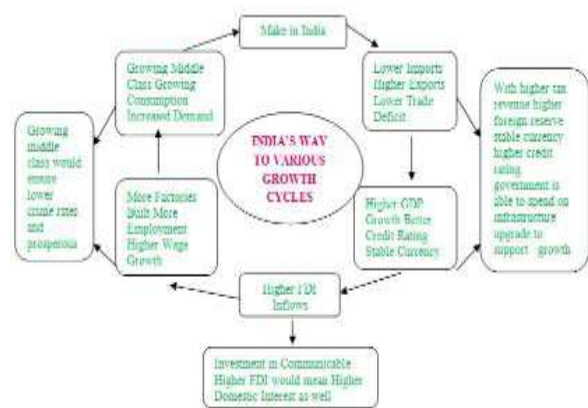 Make in India
Growing Middle
Class Growing
Consumption
Increased Demand
Lower Imports
Higher Exports
Lower Trade
Deficit
With higher tax
revenue higher
foreign reserve
stable currency
higher credit
rating
government is
able to spend on
infrastructure
upgrade to
support growth
Growing
middle
class would
ensure
lower
crime rates
and
prosperous
INDIA'S WAY
TO VARIOUS
GROWTH
CYCLES
More Factories
Built More
Employment
Higher Wage
Growth
Higher GDP
Growth Better
Credit Rating
Stable Currency
Higher FDI
Inflows
Investment in Communicable
Higher FDI would mean Higher
Domestic Interest as well